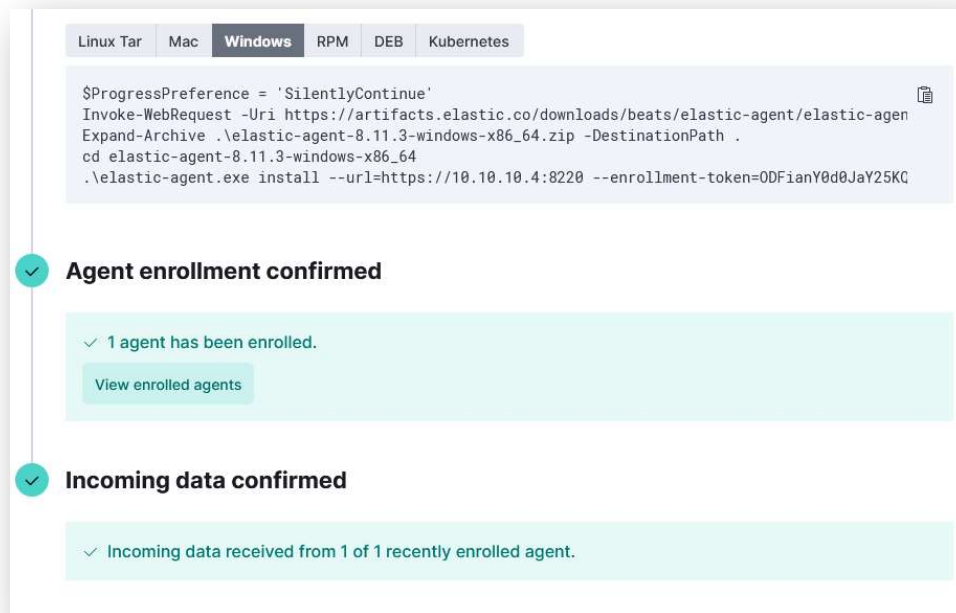 Linux Tar Mac Windows RPM DEB Kubernetes
$ProgressPreference = 'SilentlyContinue'
Invoke-WebRequest -Uri https://artifacts.elastic.co/downloads/beats/elastic-agent/elastic-agen
Expand-Archive .\elastic-agent-8.11.3-windows-x86_64.zip -DestinationPath .
cd elastic-agent-8.11.3-windows-x86_64
.\elastic-agent.exe install --url=https://10.10.10.4:8220 --enrollment-token=ODFianY0d0JaY25KQ
Agent enrollment confirmed
1 agent has been enrolled.
View enrolled agents
Incoming data confirmed
Incoming data received from 1 of 1 recently enrolled agent.